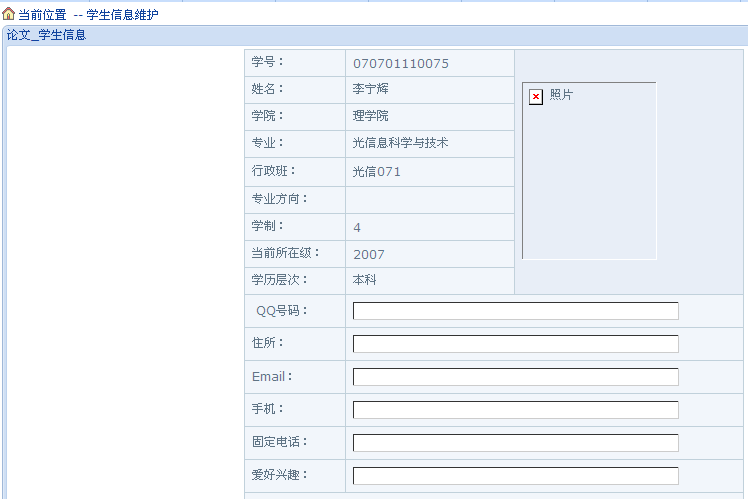 当前位置 -- 学生信息维护
论文_学生信息
学号： 070701110075
姓名： 李宁辉
照片
学院： 理学院
专业： 光信息科学与技术
行政班： 光信071
专业方向：
学制： 4
当前所在级： 2007
学历层次： 本科
QQ号码：
住所：
Email：
手机：
固定电话：
爱好兴趣：